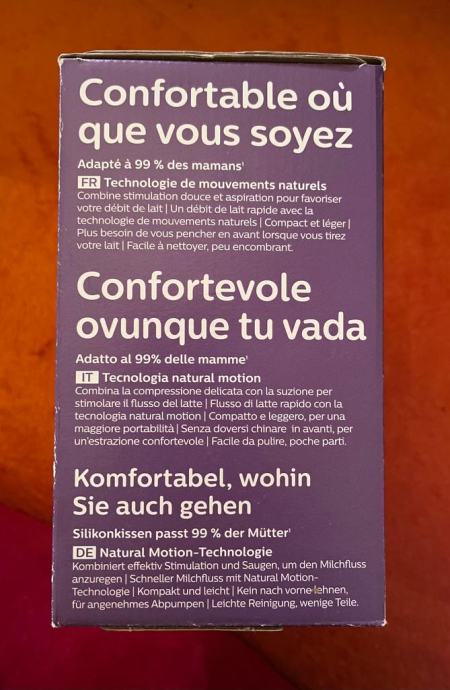 Confortable où
que vous soyez
Adapté à 99 % des mamans¹
FR Technologie de mouvements naturels
Combine stimulation douce et aspiration pour favoriser
votre débit de lait | Un débit de lait rapide avec la
technologie de mouvements naturels | Compact et léger |
Plus besoin de vous pencher en avant lorsque vous tirez
votre lait | Facile à nettoyer, peu encombrant.
Confortevole
ovunque tu vada
Adatto al 99% delle mamme¹
IT Tecnologia natural motion
Combina la compressione delicata con la suzione per
stimolare il flusso del latte | Flusso di latte rapido con la
tecnologia natural motion | Compatto e leggero, per una
maggiore portabilità | Senza doversi chinare in avanti, per
un'estrazione confortevole | Facile da pulire, poche parti.
Komfortabel, wohin
Sie auch gehen
Silikonkissen passt 99 % der Mütter¹
DE Natural Motion-Technologie
Kombiniert effektiv Stimulation und Saugen, um den Milchfluss
anzuregen | Schneller Milchfluss mit Natural Motion-
Technologie | Kompakt und leicht | Kein nach vorne lehnen,
für angenehmes Abpumpen | Leichte Reinigung, wenige Teile.